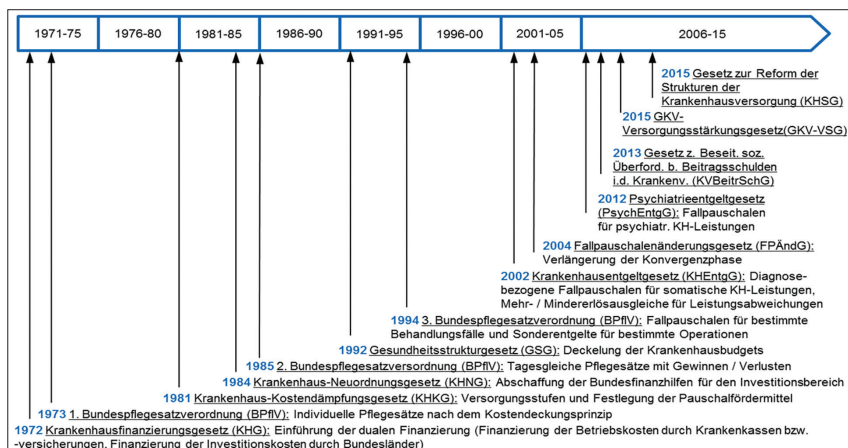 1971-75 1976-80 1981-85 1986-90 1991-95 1996-00 2001-05 2006-15
2015 Gesetz zur Reform der
Strukturen der
Krankenhausversorgung (KHSG)
2015 GKV-
Versorgungsstärkungsgesetz(GKV-VSG)
2013 Gesetz z. Beseit. soz.
Überford. b. Beitragsschulden
i.d. Krankenv. (KVBeitrSchG)
2012 Psychiatrieentgeltgesetz
(PsychEntgG): Fallpauschalen
für psychiatr. KH-Leistungen
2004 Fallpauschalenänderungsgesetz (FPÄndG):
Verlängerung der Konvergenzphase
2002 Krankenhausentgeltgesetz (KHEntgG): Diagnose-
bezogene Fallpauschalen für somatische KH-Leistungen,
Mehr- / Mindererlösausgleiche für Leistungsabweichungen
1994 3. Bundespflegesatzverordnung (BPflV): Fallpauschalen für bestimmte
Behandlungsfälle und Sonderentgelte für bestimmte Operationen
1992 Gesundheitsstrukturgesetz (GSG): Deckelung der Krankenhausbudgets
1985 2. Bundespflegesatzverordnung (BPflV): Tagesgleiche Pflegesätze mit Gewinnen / Verlusten
1984 Krankenhaus-Neuordnungsgesetz (KHNG): Abschaffung der Bundesfinanzhilfen für den Investitionsbereich
1981 Krankenhaus-Kostendämpfungsgesetz (KHKG): Versorgungsstufen und Festlegung der Pauschalfördermittel
1973 1. Bundespflegesatzverordnung (BPflV): Individuelle Pflegesätze nach dem Kostendeckungsprinzip
1972 Krankenhausfinanzierungsgesetz (KHG): Einführung der dualen Finanzierung (Finanzierung der Betriebskosten durch Krankenkassen bzw.
-versicherungen, Finanzierung der Investitionskosten durch Bundesländer)